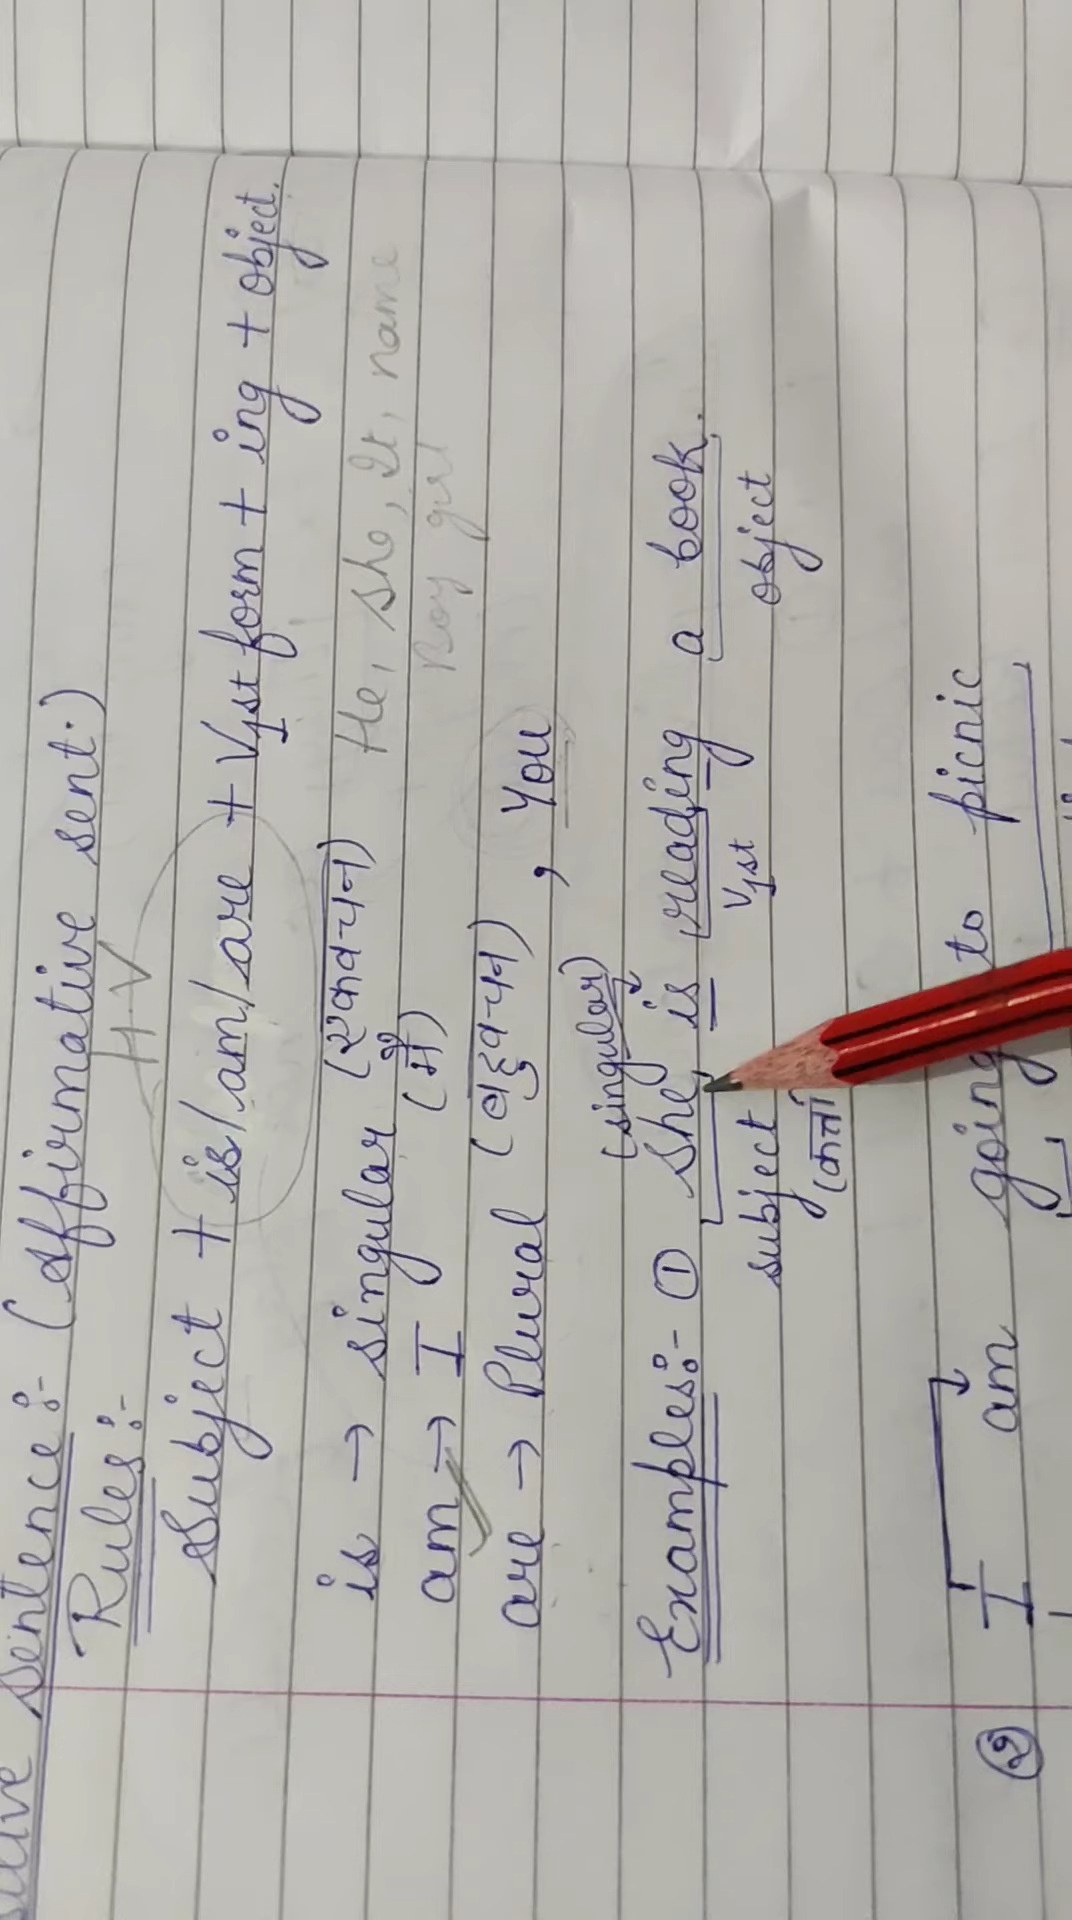 sentence:- (Affirmative sent.)
Rules:-
H.V
Subject + is/am/are + V1st form + ing + object.
is → singular (एकवचन) He, She, It, name
am → I (मैं) Boy girl
are → Plural (बहुवचन), You
(singular)
Examples:- ① She is reading a book.
subject V1st object
(कर्ता)
② I am going to picnic